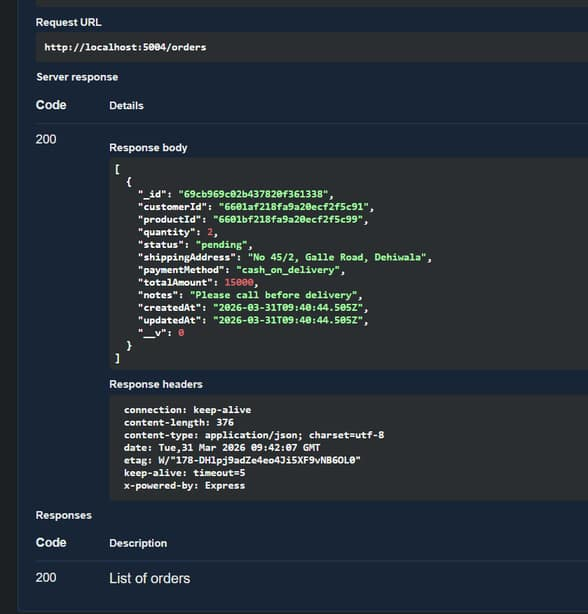 Request URL
http://localhost:5004/orders
Server response
Code Details
200
Response body
[
  {
    "_id": "69cb969c02b437820f361338",
    "customerId": "6601af218fa9a20ecf2f5c91",
    "productId": "6601bf218fa9a20ecf2f5c99",
    "quantity": 2,
    "status": "pending",
    "shippingAddress": "No 45/2, Galle Road, Dehiwala",
    "paymentMethod": "cash_on_delivery",
    "totalAmount": 15000,
    "notes": "Please call before delivery",
    "createdAt": "2026-03-31T09:40:44.505Z",
    "updatedAt": "2026-03-31T09:40:44.505Z",
    "__v": 0
  }
]
Response headers
connection: keep-alive
content-length: 376
content-type: application/json; charset=utf-8
date: Tue,31 Mar 2026 09:42:07 GMT
etag: W/"178-DHlpj9adZe4eo4Ji5XF9vNB6OL0"
keep-alive: timeout=5
x-powered-by: Express
Responses
Code Description
200 List of orders